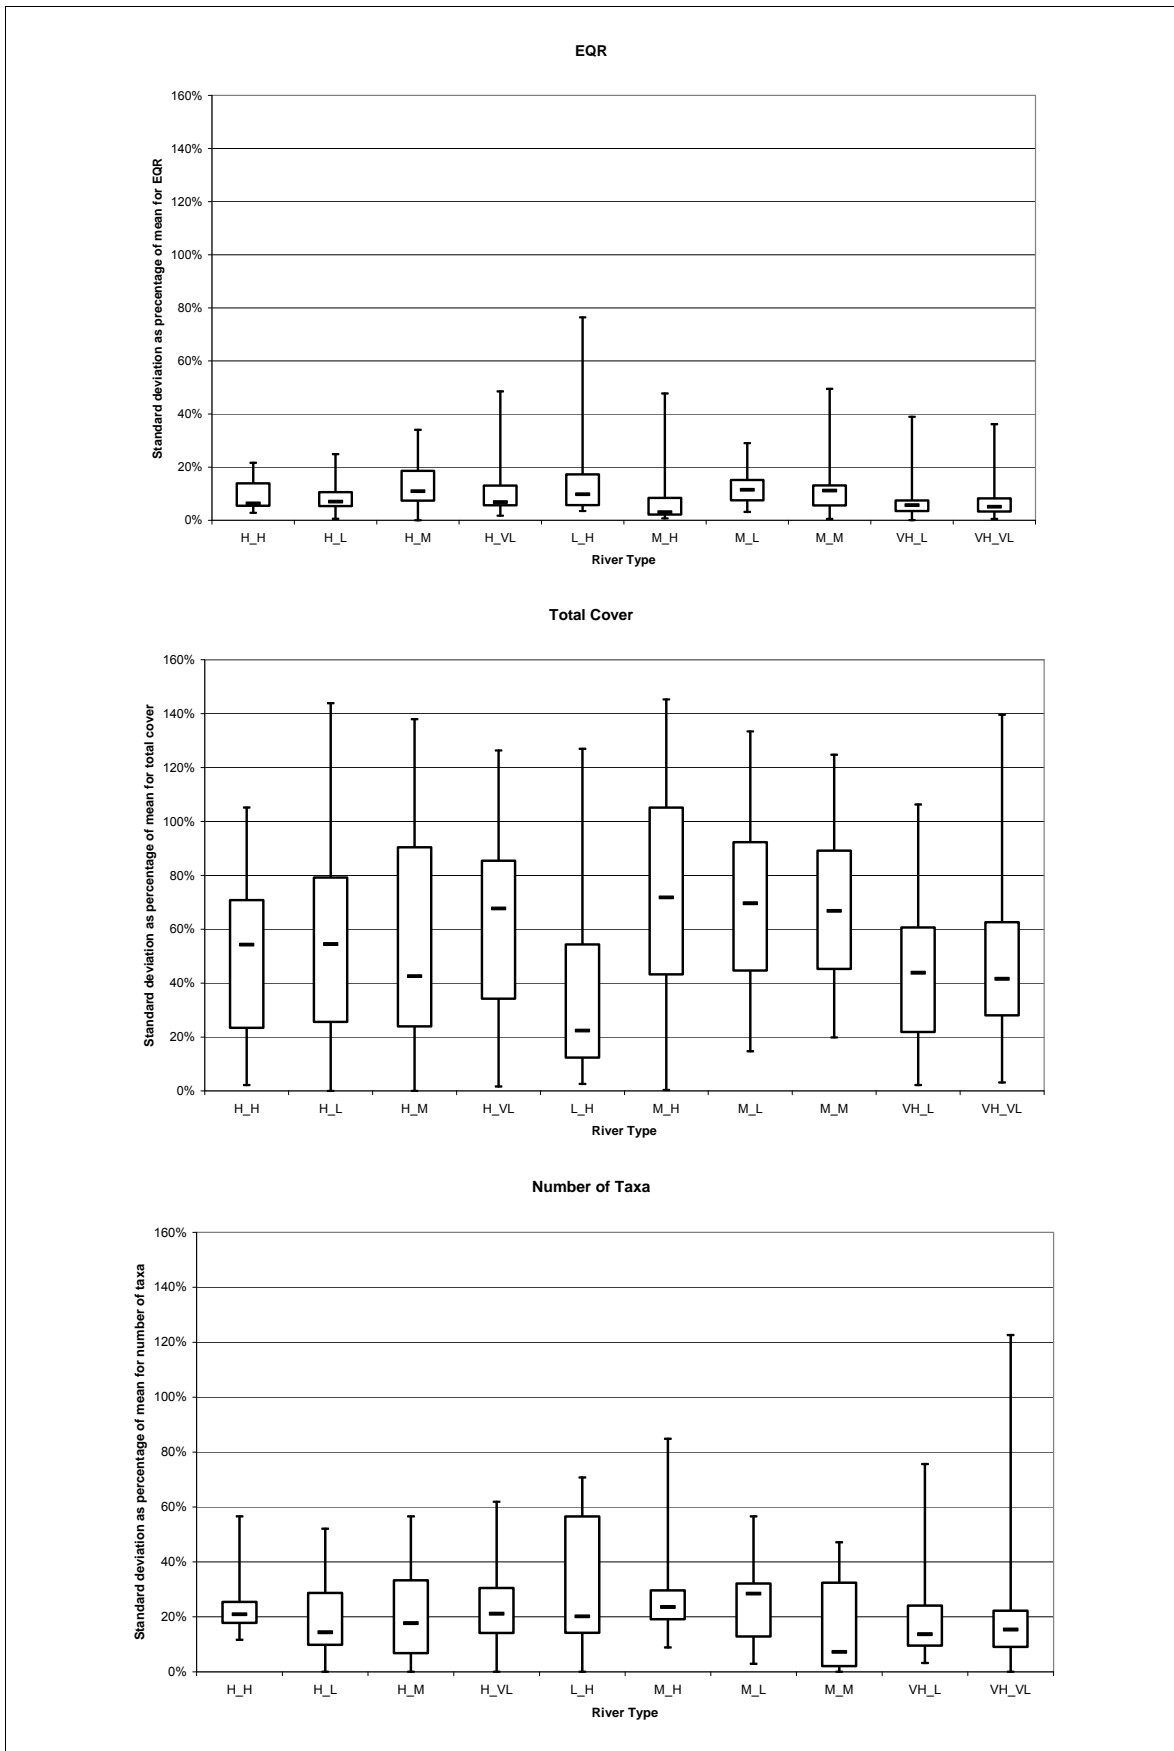 EQR
Standard deviation as precentage of mean for EQR
160%
140%
120%
100%
80%
60%
40%
20%
0%
H_H H_L H_M H_VL L_H M_H M_L M_M VH_L VH_VL
River Type
Total Cover
Standard deviation as percentage of mean for total cover
160%
140%
120%
100%
80%
60%
40%
20%
0%
H_H H_L H_M H_VL L_H M_H M_L M_M VH_L VH_VL
River Type
Number of Taxa
Standard deviation as percentage of mean for number of taxa
160%
140%
120%
100%
80%
60%
40%
20%
0%
H_H H_L H_M H_VL L_H M_H M_L M_M VH_L VH_VL
River Type